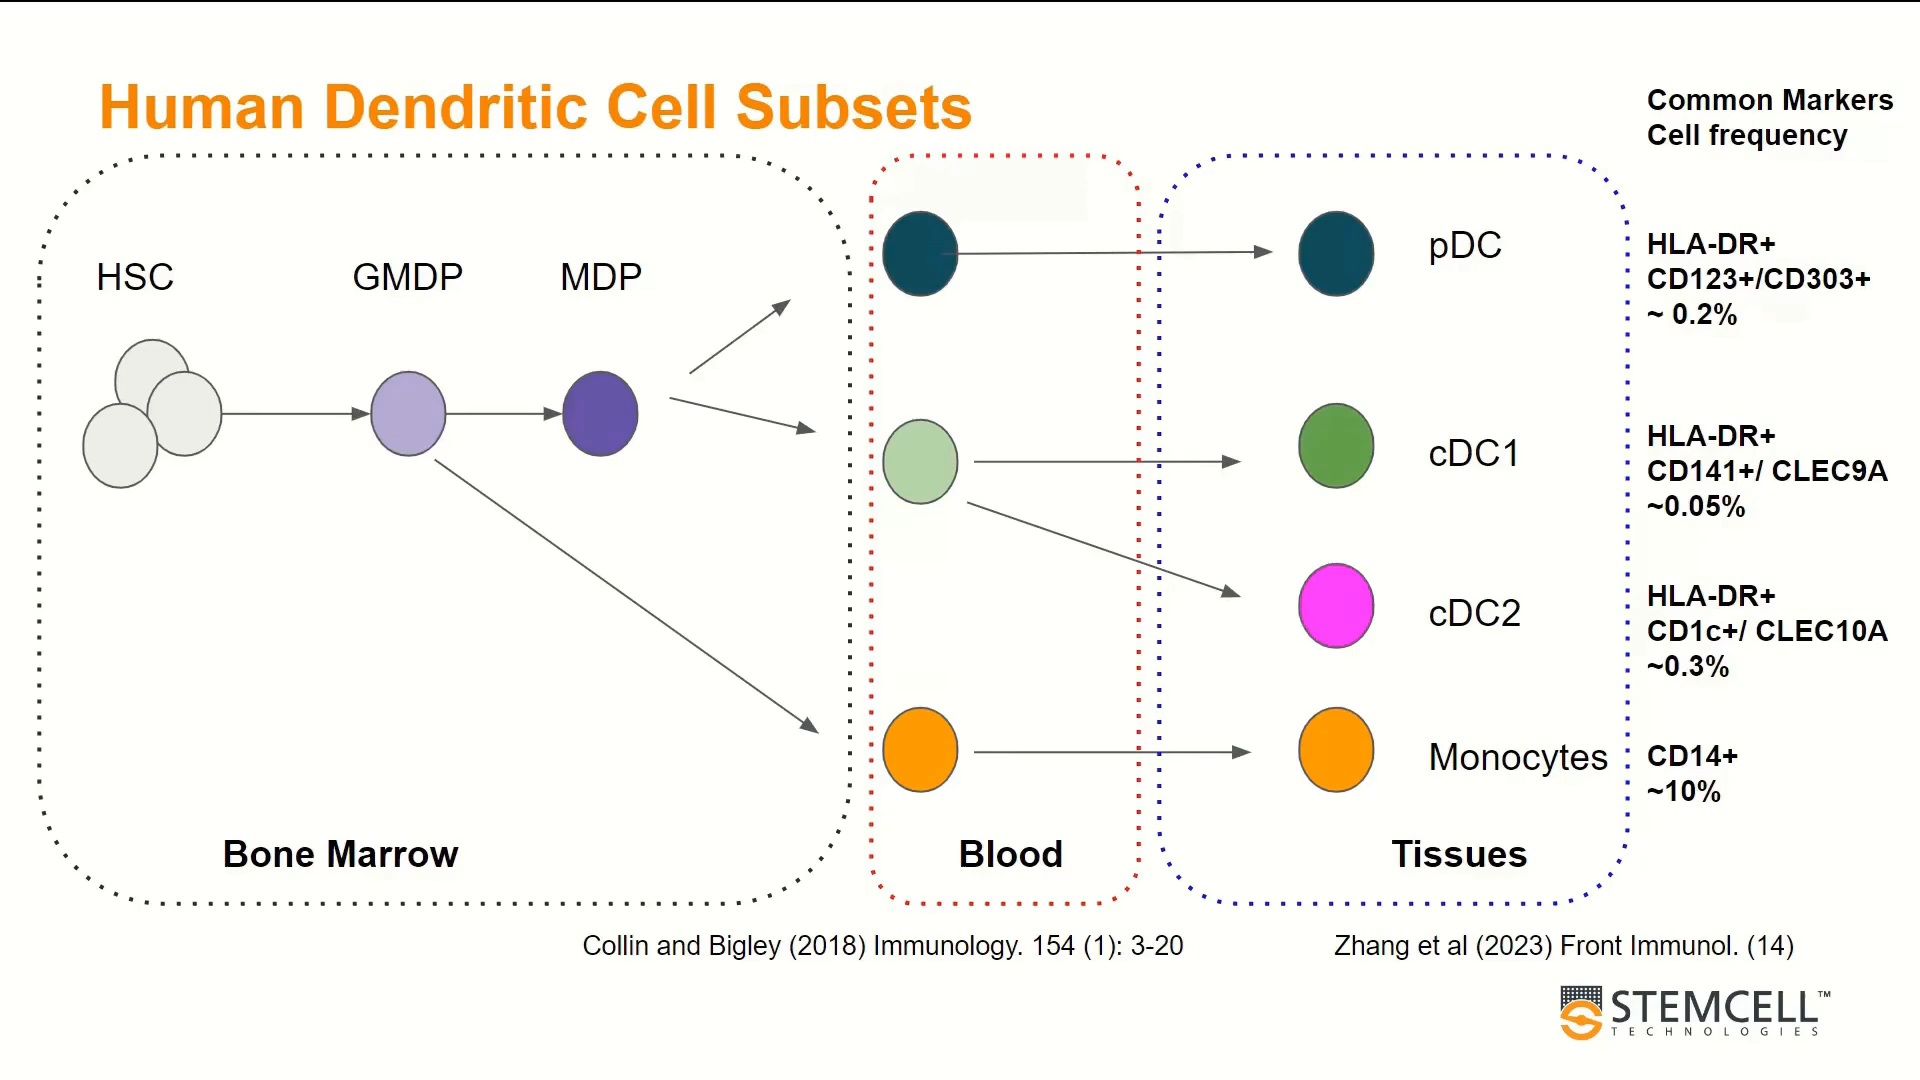 Human Dendritic Cell Subsets
Common Markers
Cell frequency
HSC
GMDP
MDP
pDC
HLA-DR+
CD123+/CD303+
~ 0.2%
cDC1
HLA-DR+
CD141+/ CLEC9A
~0.05%
cDC2
HLA-DR+
CD1c+/ CLEC10A
~0.3%
Monocytes
CD14+
~10%
Bone Marrow
Blood
Tissues
Collin and Bigley (2018) Immunology. 154 (1): 3-20
Zhang et al (2023) Front Immunol. (14)
STEMCELL™
TECHNOLOGIES